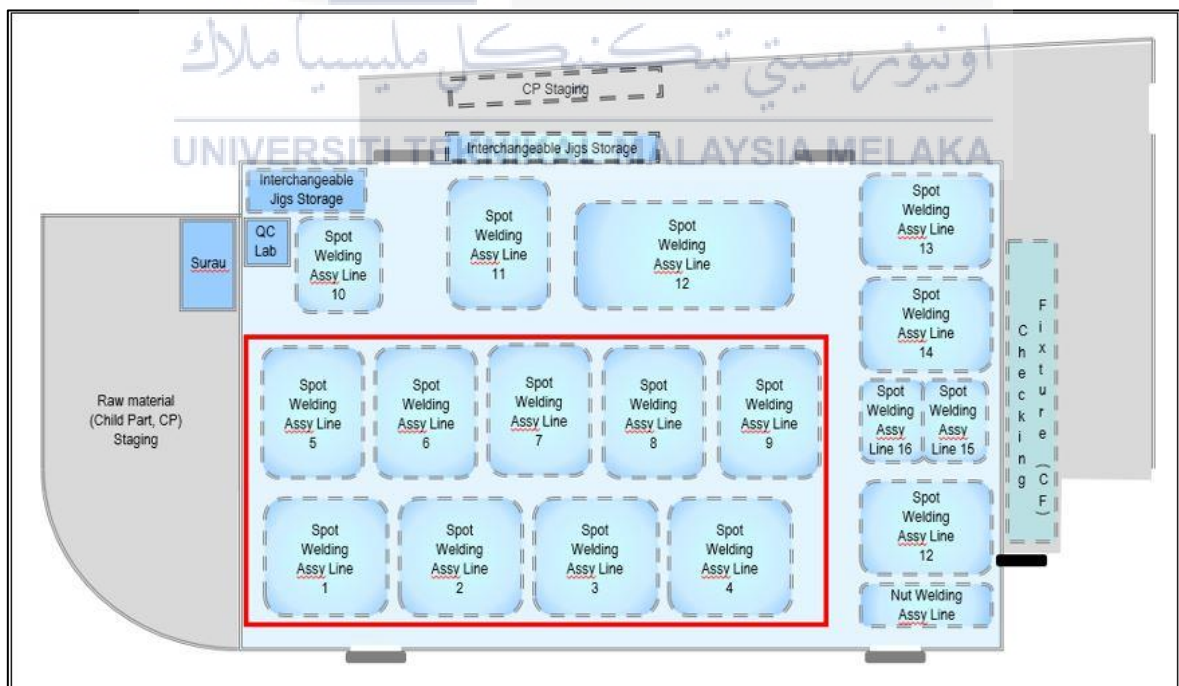 اونيورسيتي تيكنيكل مليسيا ملاك
UNIVERSITI TEKNIKAL MALAYSIA MELAKA
CP Staging
Interchangeable Jigs Storage
Interchangeable
Jigs Storage
QC
Lab
Surau
Spot
Welding
Assy Line
10
Spot
Welding
Assy Line
11
Spot
Welding
Assy Line
12
Spot
Welding
Assy Line
13
Spot
Welding
Assy Line
14
Spot
Welding
Assy
Line 16
Spot
Welding
Assy
Line 15
Spot
Welding
Assy Line
12
Nut Welding
Assy Line
Checking
Fixture (CF)
Raw material
(Child Part, CP)
Staging
Spot
Welding
Assy Line
5
Spot
Welding
Assy Line
6
Spot
Welding
Assy Line
7
Spot
Welding
Assy Line
8
Spot
Welding
Assy Line
9
Spot
Welding
Assy Line
1
Spot
Welding
Assy Line
2
Spot
Welding
Assy Line
3
Spot
Welding
Assy Line
4